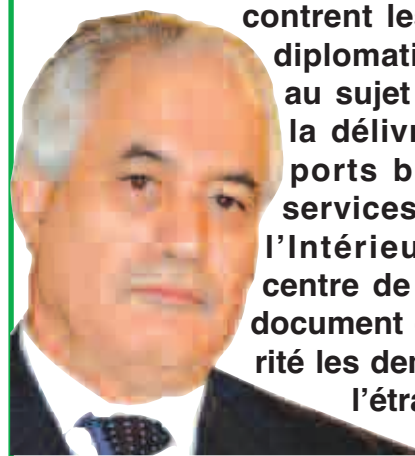 contrent le
diplomati
au sujet
la délivr
ports b
services
l'Intérieu
centre de
document
rité les der
l'étra